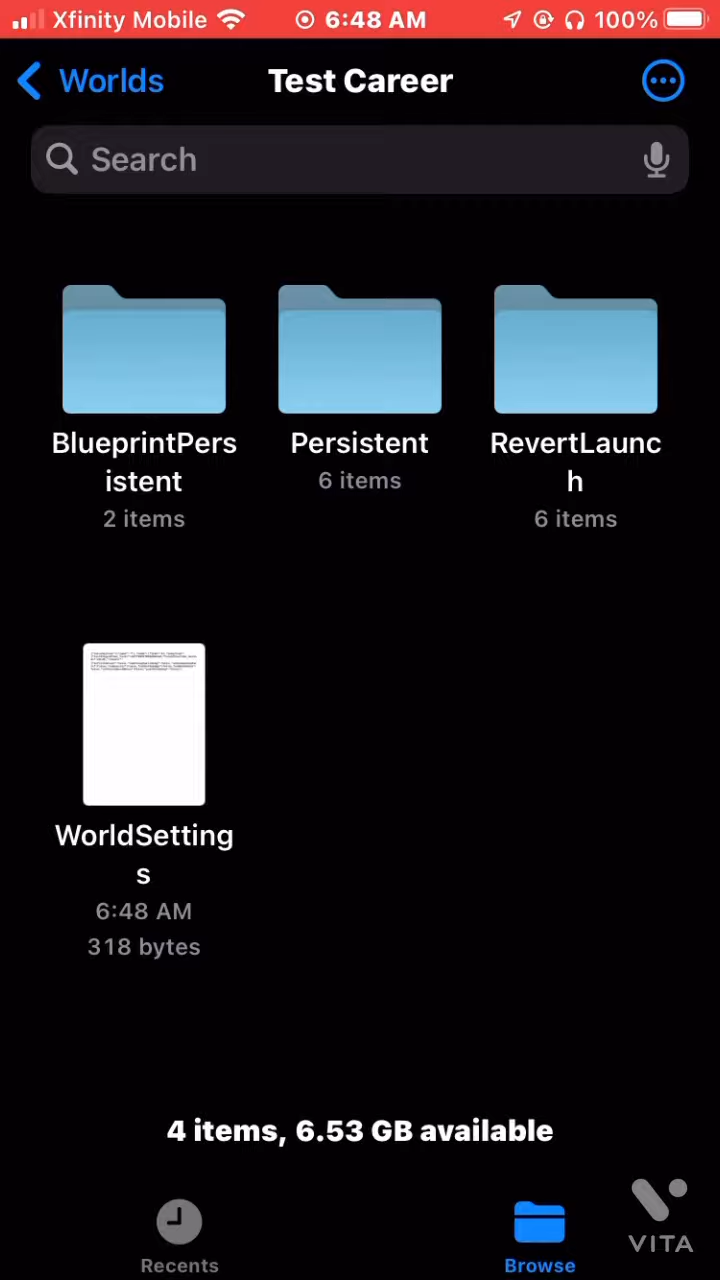 Xfinity Mobile 6:48 AM 100%
Worlds Test Career
Search
BlueprintPers
istent
2 items
Persistent
6 items
RevertLaunc
h
6 items
WorldSetting
s
6:48 AM
318 bytes
4 items, 6.53 GB available
VITA
Recents
Browse